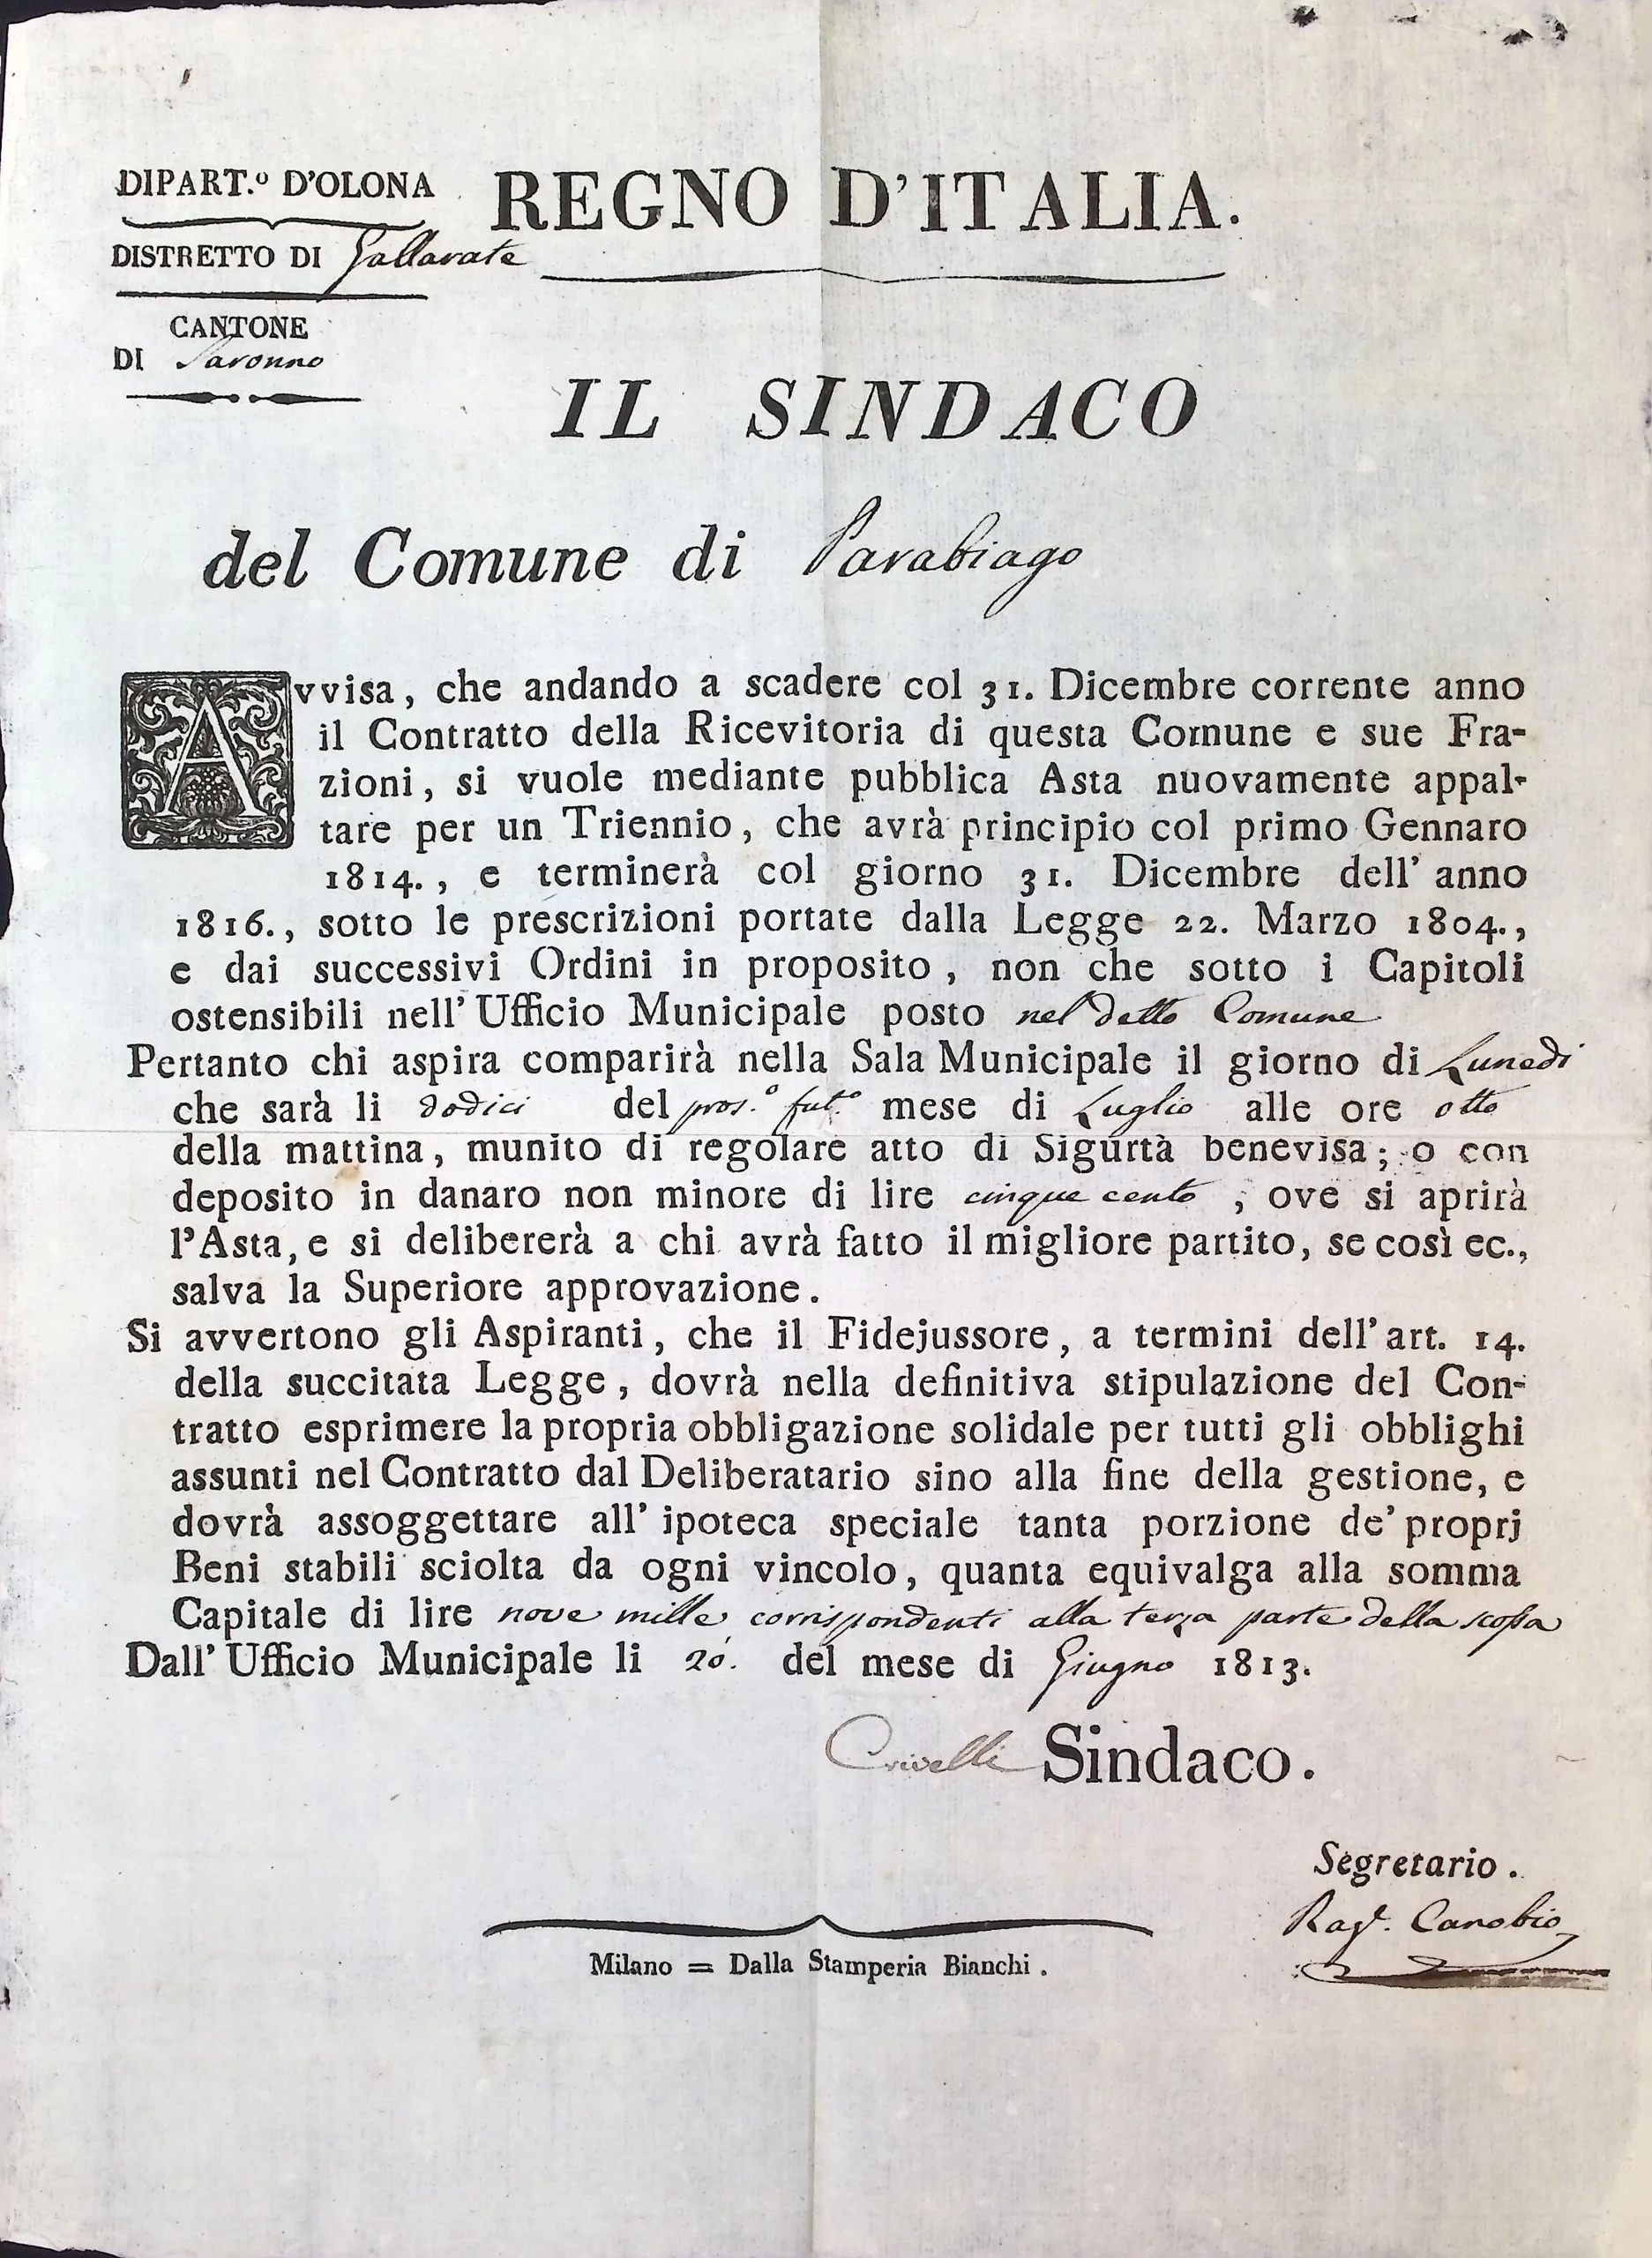 DIPART.º D'OLONA
REGNO D'ITALIA.
DISTRETTO DI Gallarate
CANTONE
DI Saronno
IL SINDACO
del Comune di Parabiago
Avvisa, che andando a scadere col 31. Dicembre corrente anno
il Contratto della Ricevitoria di questa Comune e sue Fra-
zioni, si vuole mediante pubblica Asta nuovamente appal-
tare per un Triennio, che avrà principio col primo Gennaro
1814., e terminerà col giorno 31. Dicembre dell' anno
1816., sotto le prescrizioni portate dalla Legge 22. Marzo 1804.,
e dai successivi Ordini in proposito, non che sotto i Capitoli
ostensibili nell' Ufficio Municipale posto nel detto Comune
Pertanto chi aspira comparirà nella Sala Municipale il giorno di Lunedi
che sarà li dodici del pros.º fut.º mese di Luglio alle ore otto
della mattina, munito di regolare atto di Sigurtà benevisa; o con
deposito in danaro non minore di lire cinque cento, ove si aprirà
l'Asta, e si delibererà a chi avrà fatto il migliore partito, se così ec.,
salva la Superiore approvazione.
Si avvertono gli Aspiranti, che il Fidejussore, a termini dell' art. 14.
della succitata Legge, dovrà nella definitiva stipulazione del Con-
tratto esprimere la propria obbligazione solidale per tutti gli obblighi
assunti nel Contratto dal Deliberatario sino alla fine della gestione, e
dovrà assoggettare all' ipoteca speciale tanta porzione de' proprj
Beni stabili sciolta da ogni vincolo, quanta equivalga alla somma
Capitale di lire nove mille corrispondenti alla terza parte della scossa
Dall' Ufficio Municipale li 20. del mese di Giugno 1813.
Crivelli Sindaco.
Segretario.
Canobio
Milano = Dalla Stamperia Bianchi.